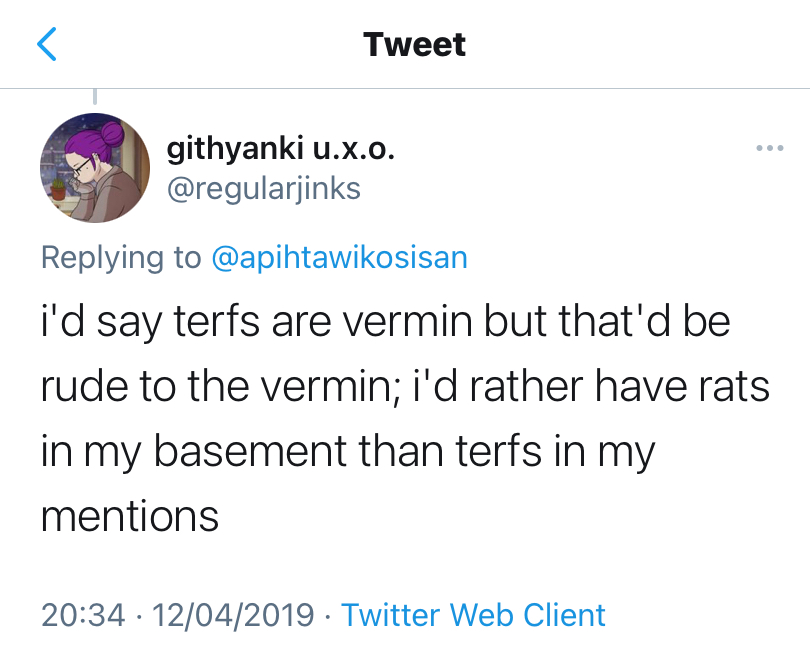 Tweet
githyanki u.x.o.
@regularjinks
Replying to @apihtawikosisan
i'd say terfs are vermin but that'd be
rude to the vermin; i'd rather have rats
in my basement than terfs in my
mentions
20:34 · 12/04/2019 · Twitter Web Client